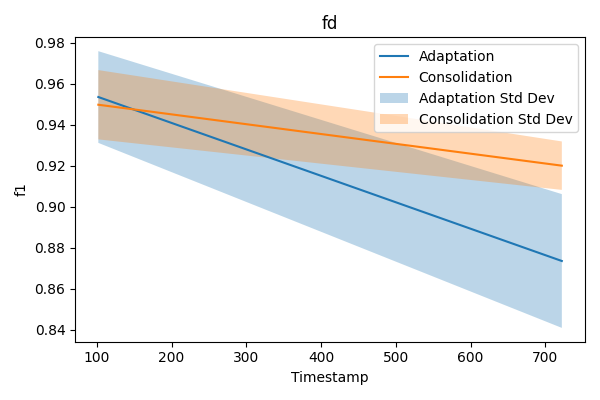 fd
0.98
0.96
0.94
0.92
0.90
0.88
0.86
0.84
f1
Adaptation
Consolidation
Adaptation Std Dev
Consolidation Std Dev
100 200 300 400 500 600 700
Timestamp